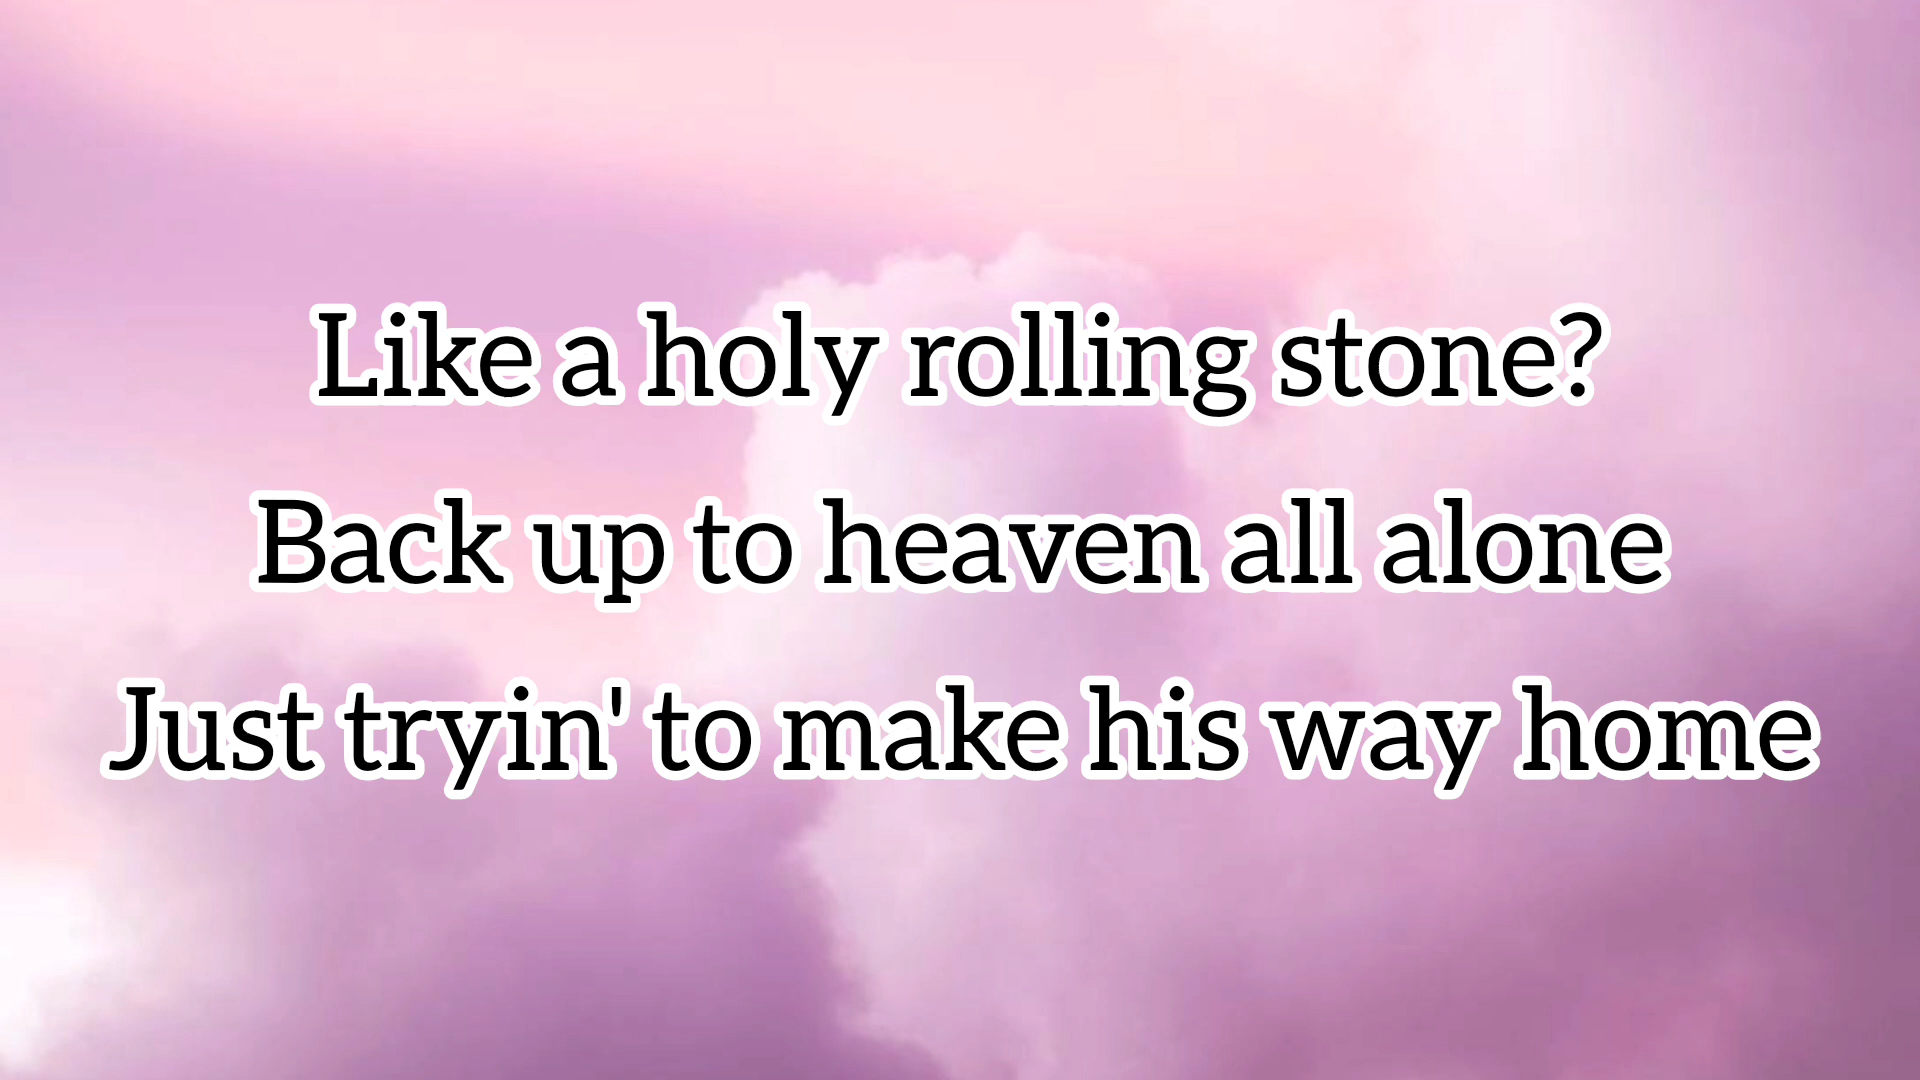 Like a holy rolling stone?
Back up to heaven all alone
Just tryin' to make his way home